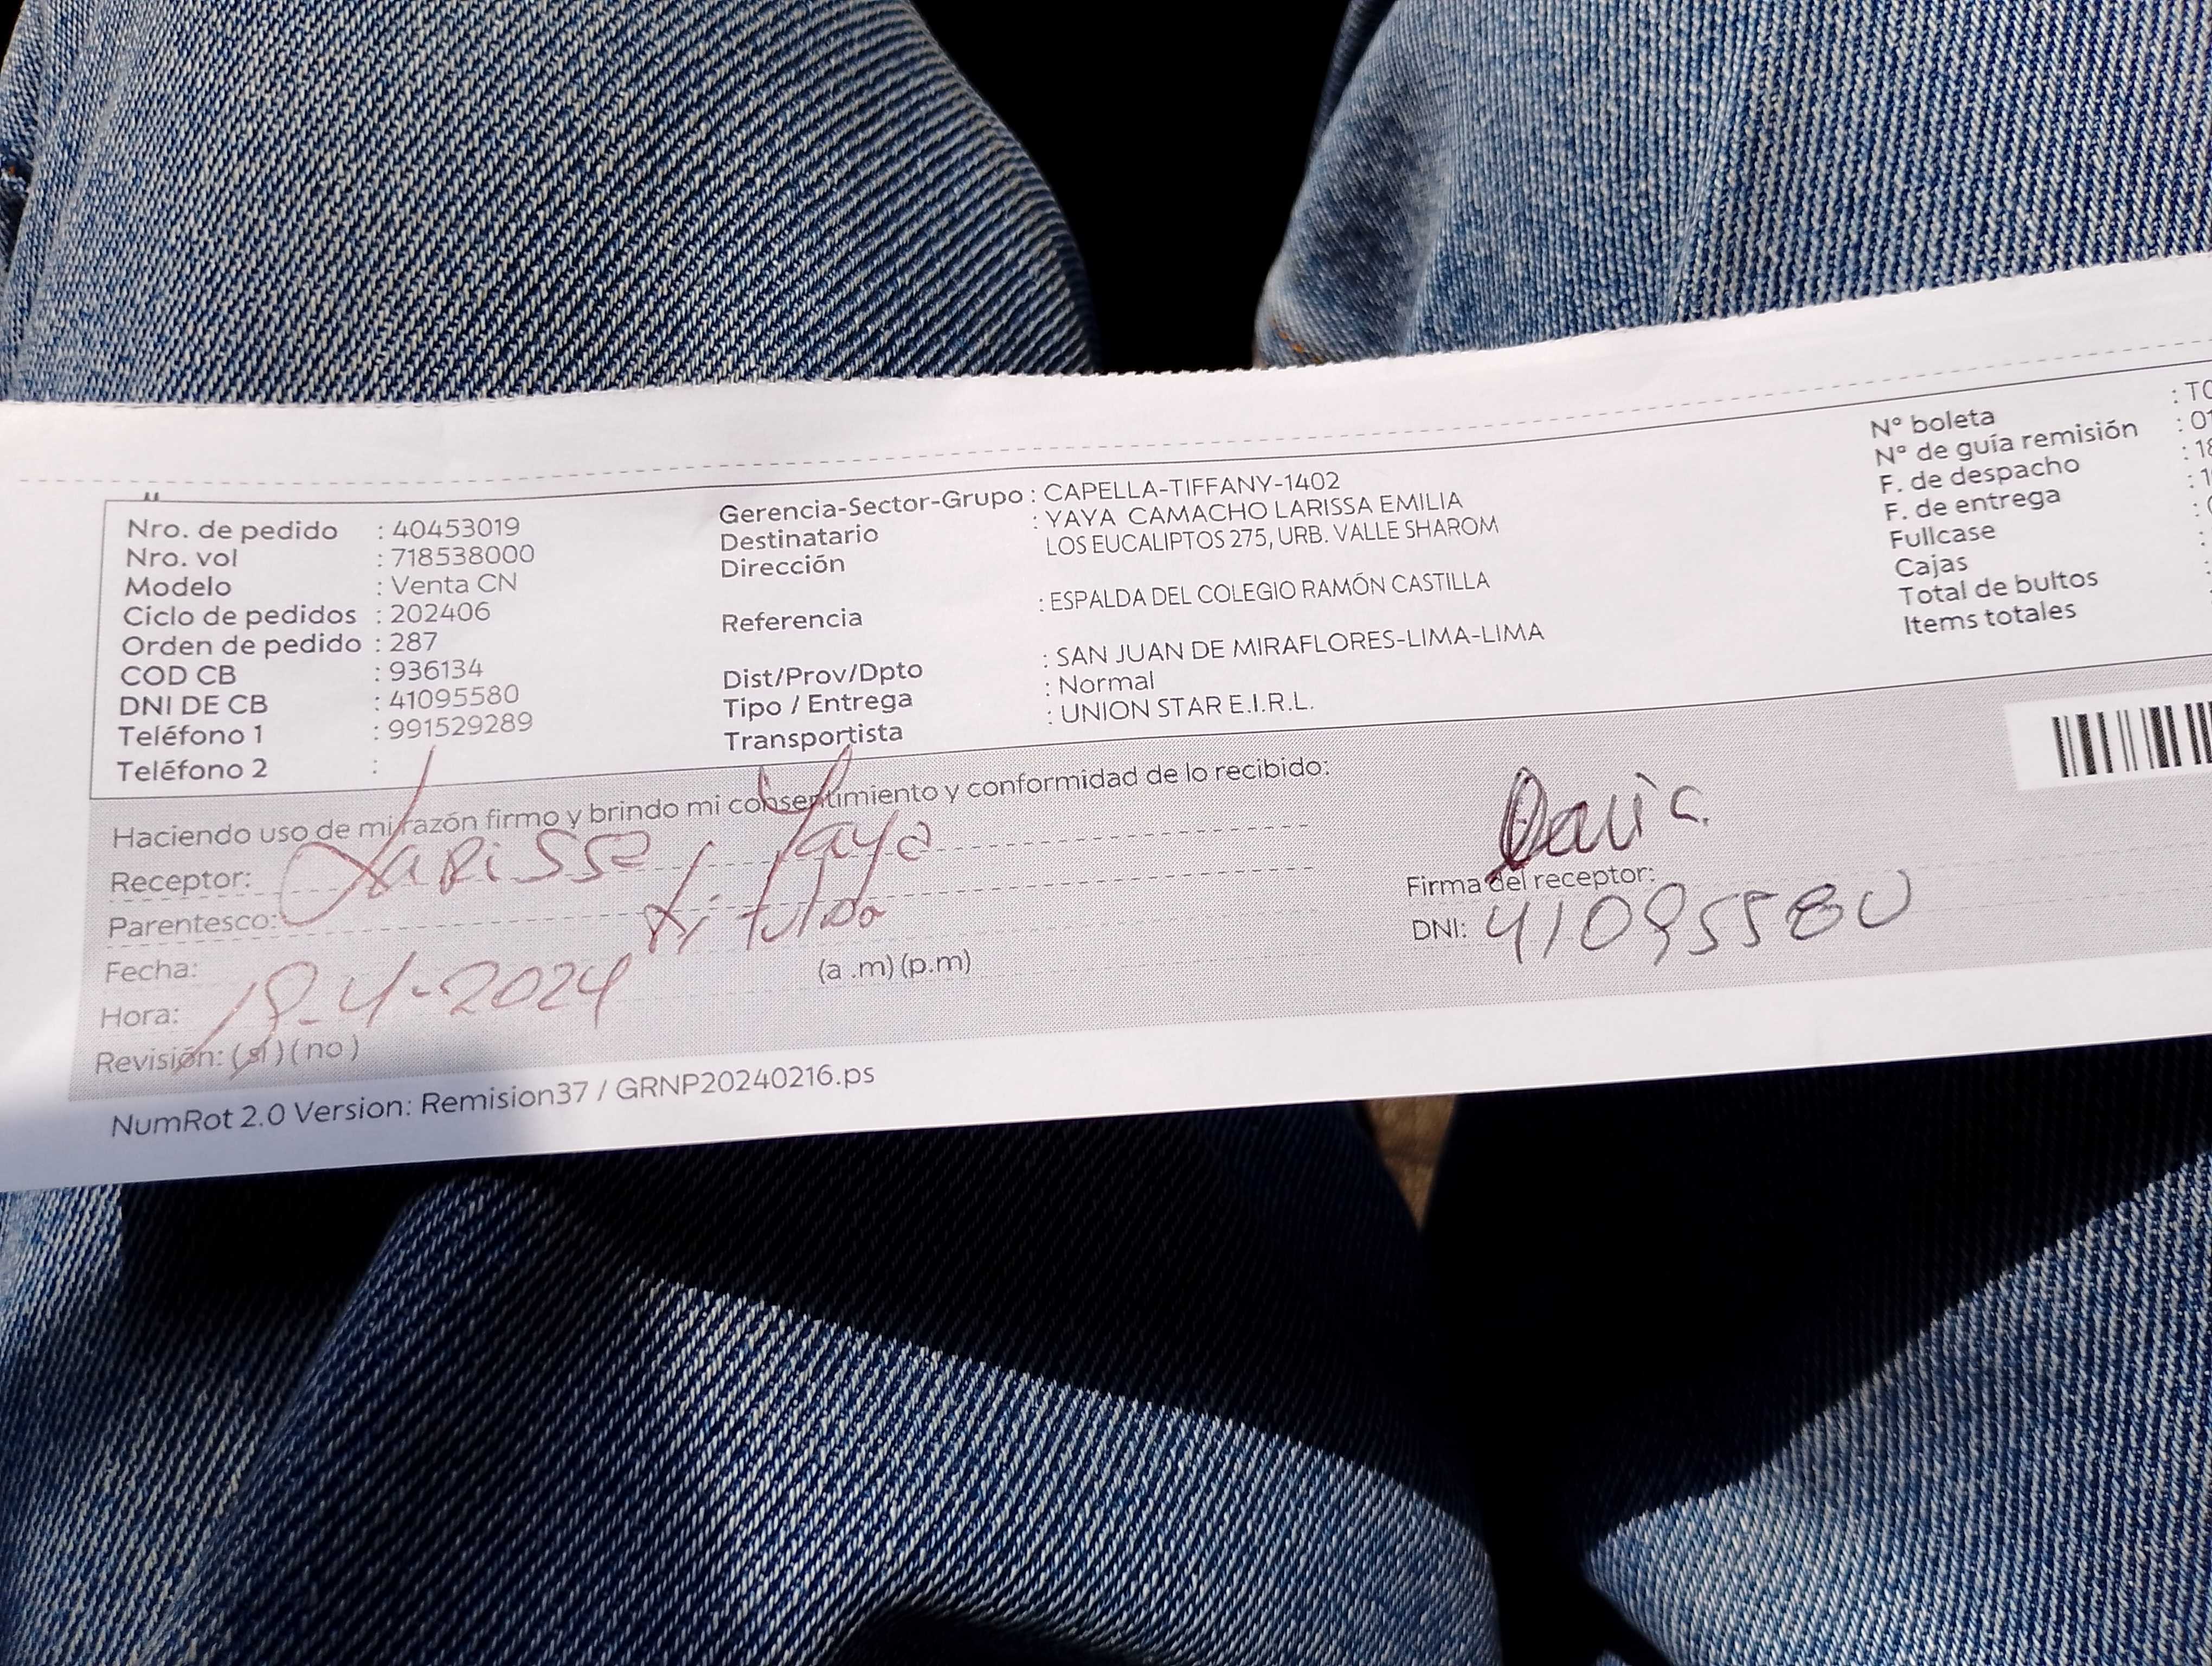 Nro. de pedido : 40453019
Nro. vol : 718538000
Modelo : Venta CN
Ciclo de pedidos : 202406
Orden de pedido : 287
COD CB : 936134
DNI DE CB : 41095580
Teléfono 1 : 991529289
Teléfono 2 :
Gerencia-Sector-Grupo : CAPELLA-TIFFANY-1402
Destinatario : YAYA CAMACHO LARISSA EMILIA
Dirección LOS EUCALIPTOS 275, URB. VALLE SHAROM
Referencia : ESPALDA DEL COLEGIO RAMÓN CASTILLA
Dist/Prov/Dpto : SAN JUAN DE MIRAFLORES-LIMA-LIMA
Tipo / Entrega : Normal
Transportista : UNION STAR E.I.R.L.
N° boleta : TO
N° de guía remisión
F. de despacho : 18
F. de entrega
Fullcase
Cajas :
Total de bultos :
Items totales
Haciendo uso de mi razón firmo y brindo mi consentimiento y conformidad de lo recibido:
Receptor: Larissa Yaya
Parentesco:
Fecha: -4-2024
Hora: (a .m) (p.m)
Revisión: (si) (no)
Firma del receptor:
DNI: 41095580
NumRot 2.0 Version: Remision37 / GRNP20240216.ps